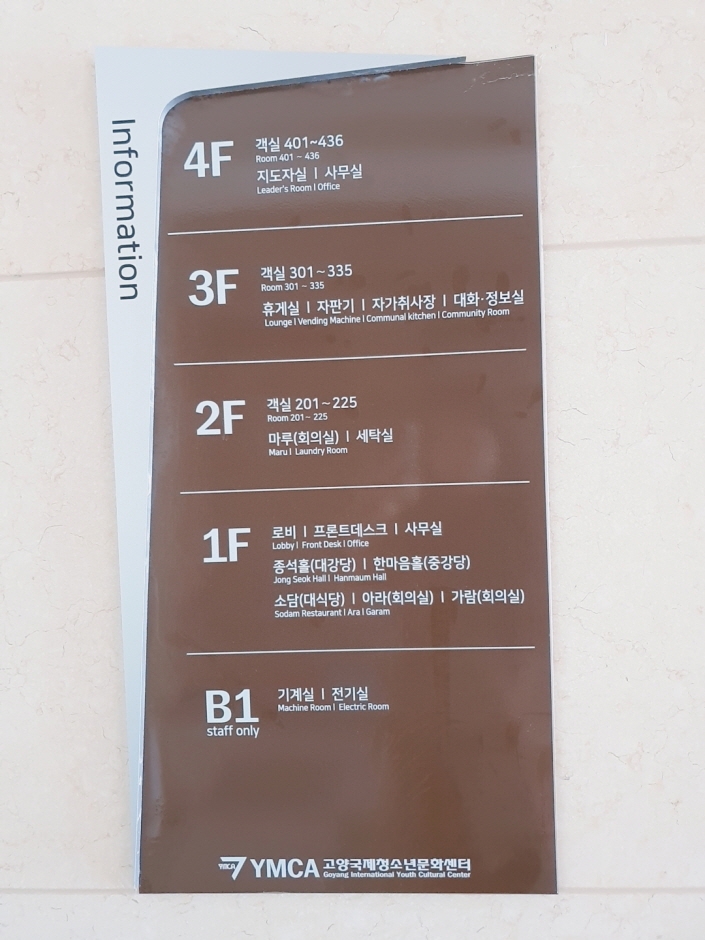 Information
4F
객실 401~436
Room 401 ~ 436
지도자실 | 사무실
Leader's Room | Office
3F
객실 301~335
Room 301 ~ 335
휴게실 | 자판기 | 자가취사장 | 대화·정보실
Lounge | Vending Machine | Communal kitchen | Community Room
2F
객실 201~225
Room 201~ 225
마루(회의실) | 세탁실
Maru | Laundry Room
1F
로비 | 프론트데스크 | 사무실
Lobby | Front Desk | Office
종석홀(대강당) | 한마음홀(중강당)
Jong Seok Hall | Hanmaum Hall
소담(대식당) | 아라(회의실) | 가람(회의실)
Sodam Restaurant | Ara | Garam
B1
staff only
기계실 | 전기실
Machine Room | Electric Room
YMCA YMCA 고양국제청소년문화센터
Goyang International Youth Cultural Center